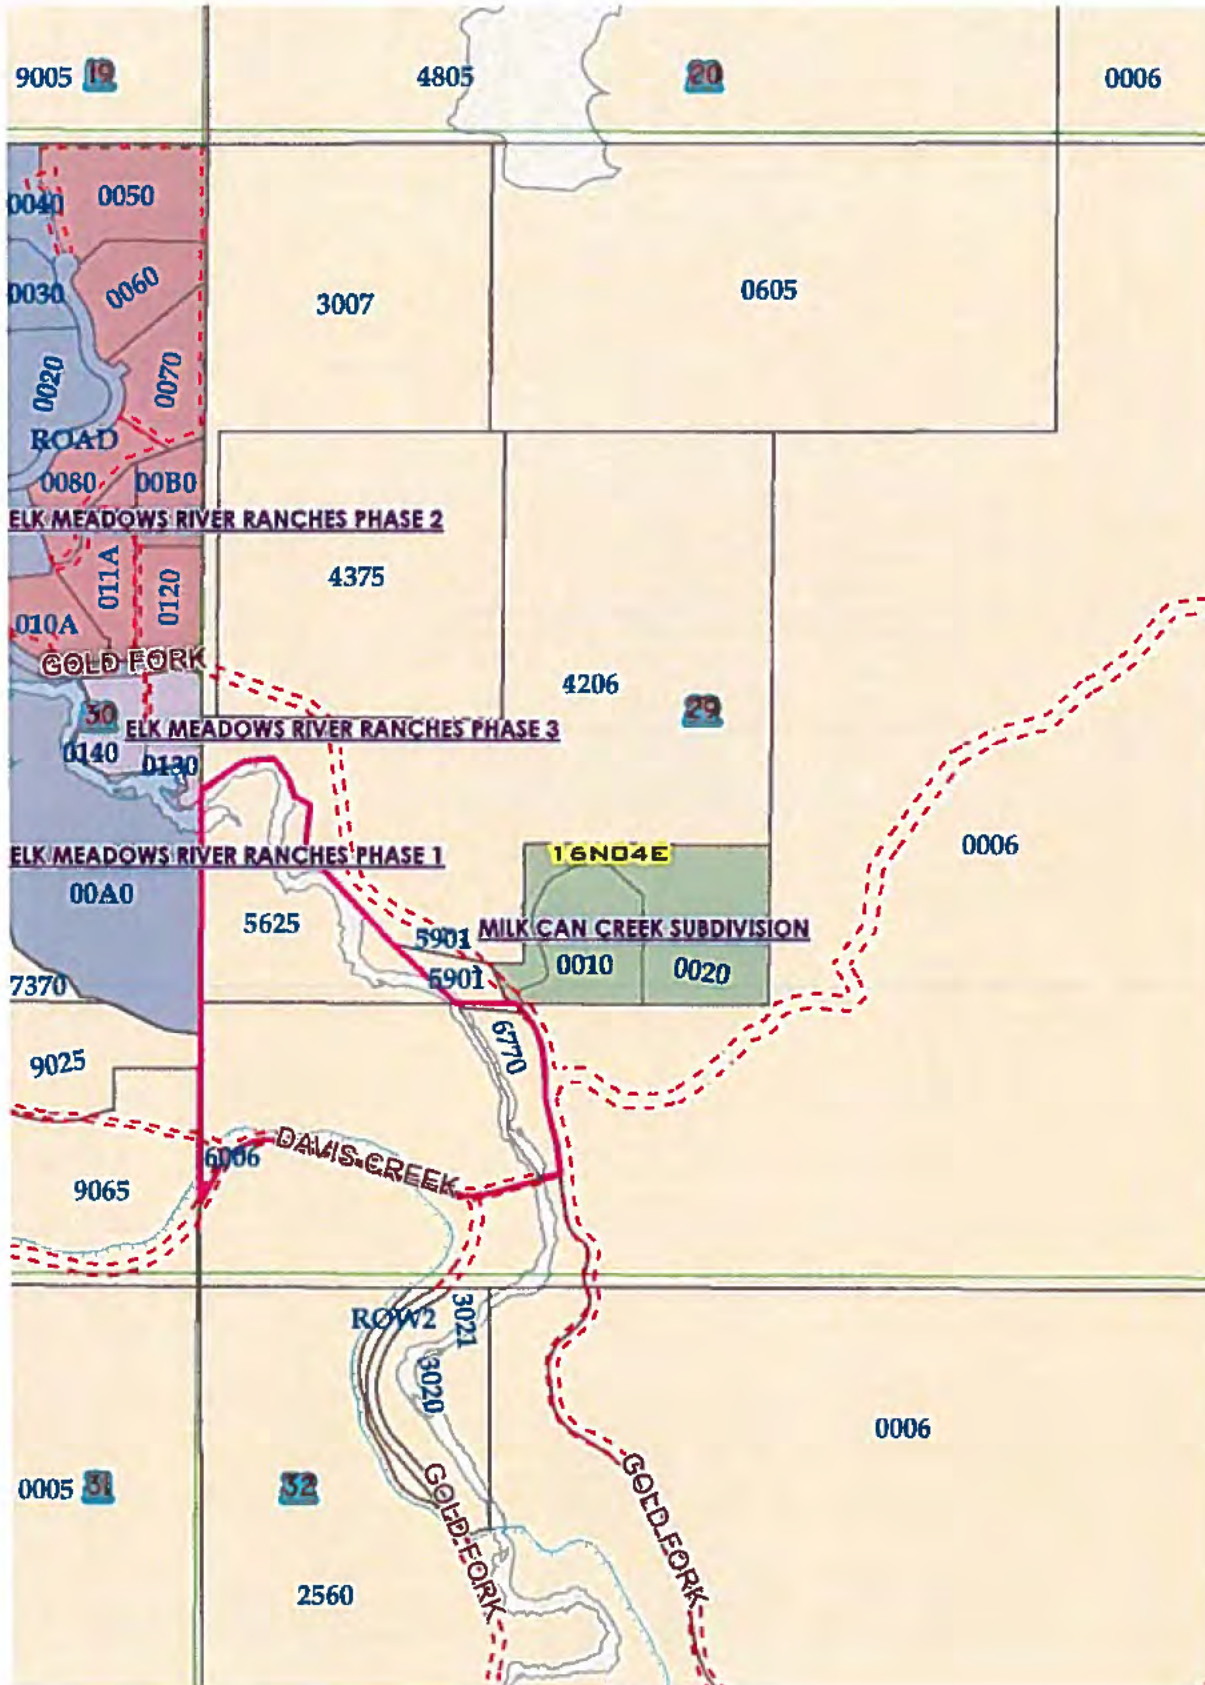 9005 19 4805 20 0006
0040 0050
0030 0060 3007 0605
0020 0070
ROAD
0080 00B0
ELK MEADOWS RIVER RANCHES PHASE 2
011A 0120 4375
010A
GOLD FORK
4206 29
30 ELK MEADOWS RIVER RANCHES PHASE 3
0140 0130
0006
ELK MEADOWS RIVER RANCHES PHASE 1 16N04E
00A0
5625 5901 MILK CAN CREEK SUBDIVISION
7370 5901 0010 0020
9025 6770
6006 DAVIS CREEK
9065
ROW2 3021
3020
0006
0005 31 32 GOLD FORK GOLD FORK
2560